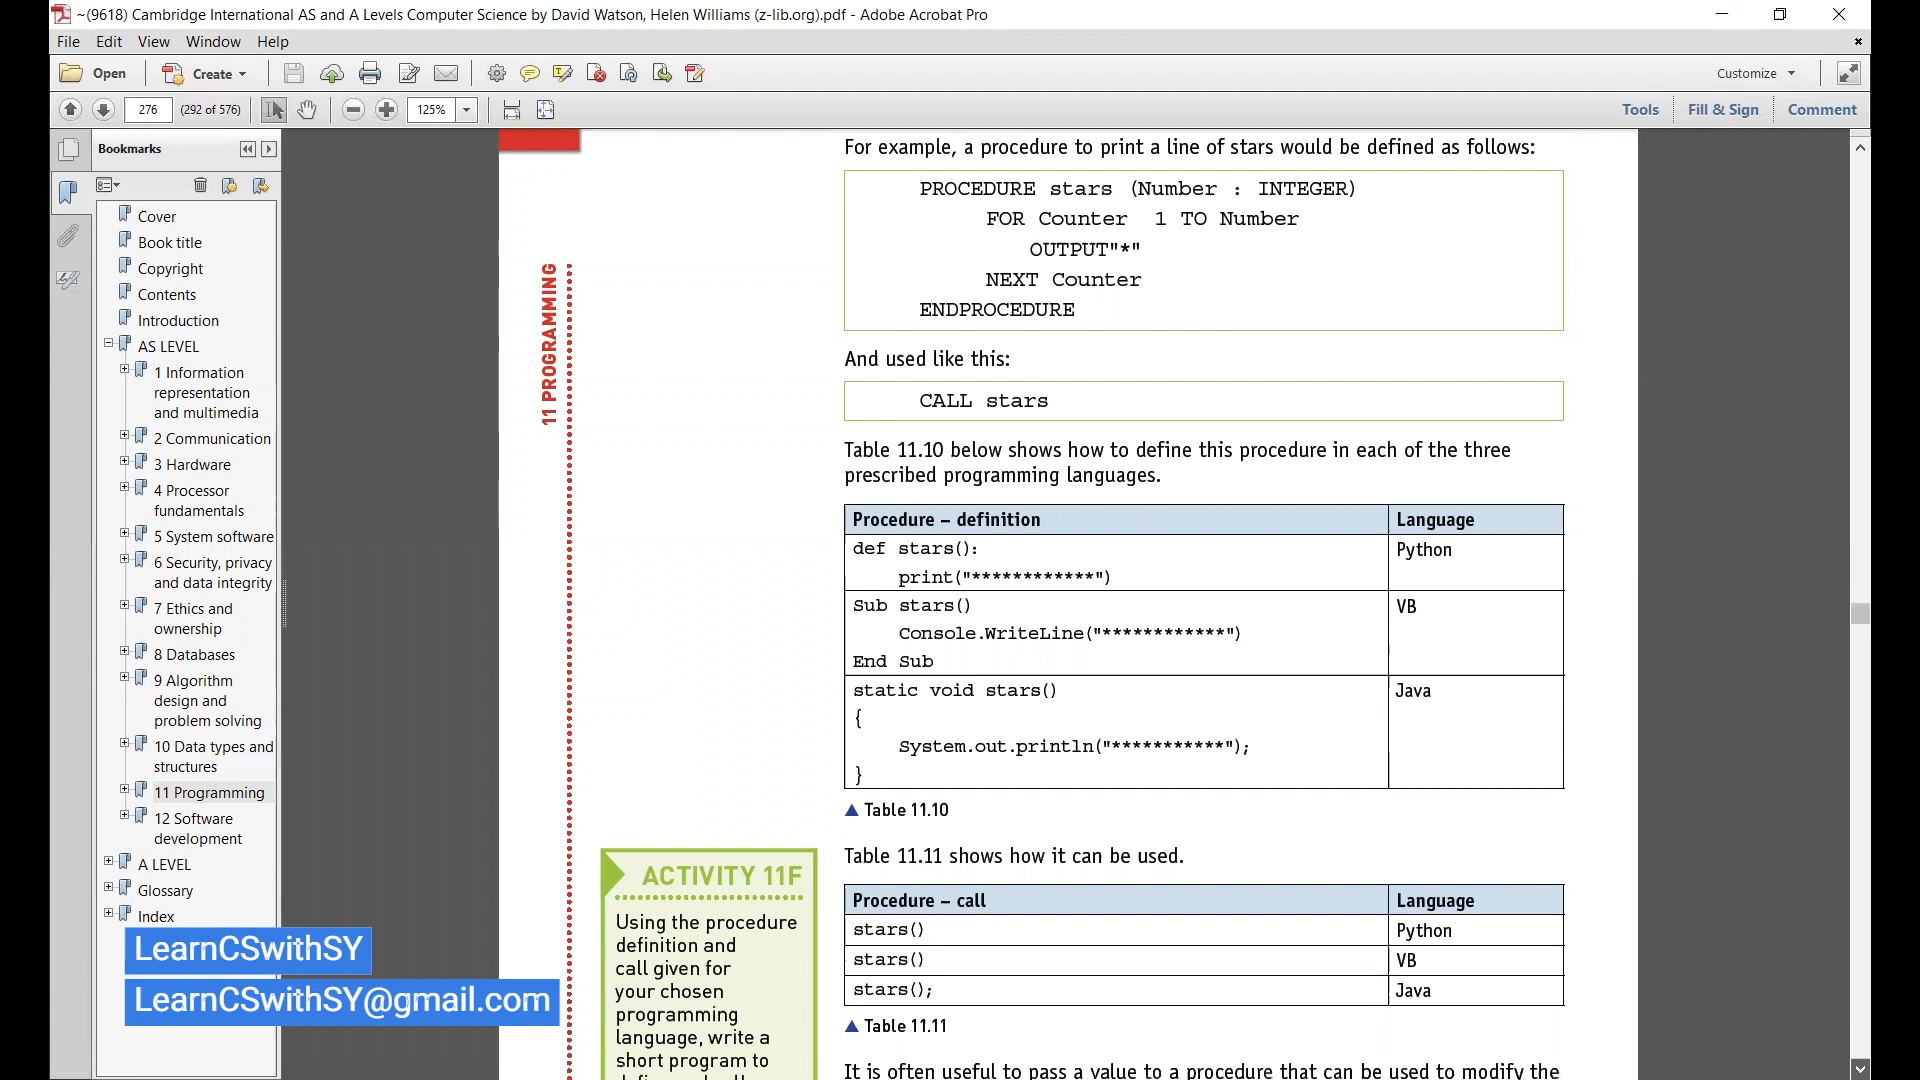 ~(9618) Cambridge International AS and A Levels Computer Science by David Watson, Helen Williams (z-lib.org).pdf - Adobe Acrobat Pro
File Edit View Window Help
Open Create Customize
276 (292 of 576) 125% Tools Fill & Sign Comment
Bookmarks
Cover
Book title
Copyright
Contents
Introduction
AS LEVEL
1 Information
representation
and multimedia
2 Communication
3 Hardware
4 Processor
fundamentals
5 System software
6 Security, privacy
and data integrity
7 Ethics and
ownership
8 Databases
9 Algorithm
design and
problem solving
10 Data types and
structures
11 Programming
12 Software
development
A LEVEL
Glossary
Index
LearnCSwithSY
LearnCSwithSY@gmail.com
11 PROGRAMMING
For example, a procedure to print a line of stars would be defined as follows:
PROCEDURE stars (Number : INTEGER)
FOR Counter 1 TO Number
OUTPUT"*"
NEXT Counter
ENDPROCEDURE
And used like this:
CALL stars
Table 11.10 below shows how to define this procedure in each of the three
prescribed programming languages.
Procedure – definition Language
def stars(): Python
print("************")
Sub stars() VB
Console.WriteLine("************")
End Sub
static void stars() Java
{
System.out.println("***********");
}
▲ Table 11.10
Table 11.11 shows how it can be used.
Procedure – call Language
stars() Python
stars() VB
stars(); Java
▲ Table 11.11
ACTIVITY 11F
Using the procedure
definition and
call given for
your chosen
programming
language, write a
short program to
It is often useful to pass a value to a procedure that can be used to modify the